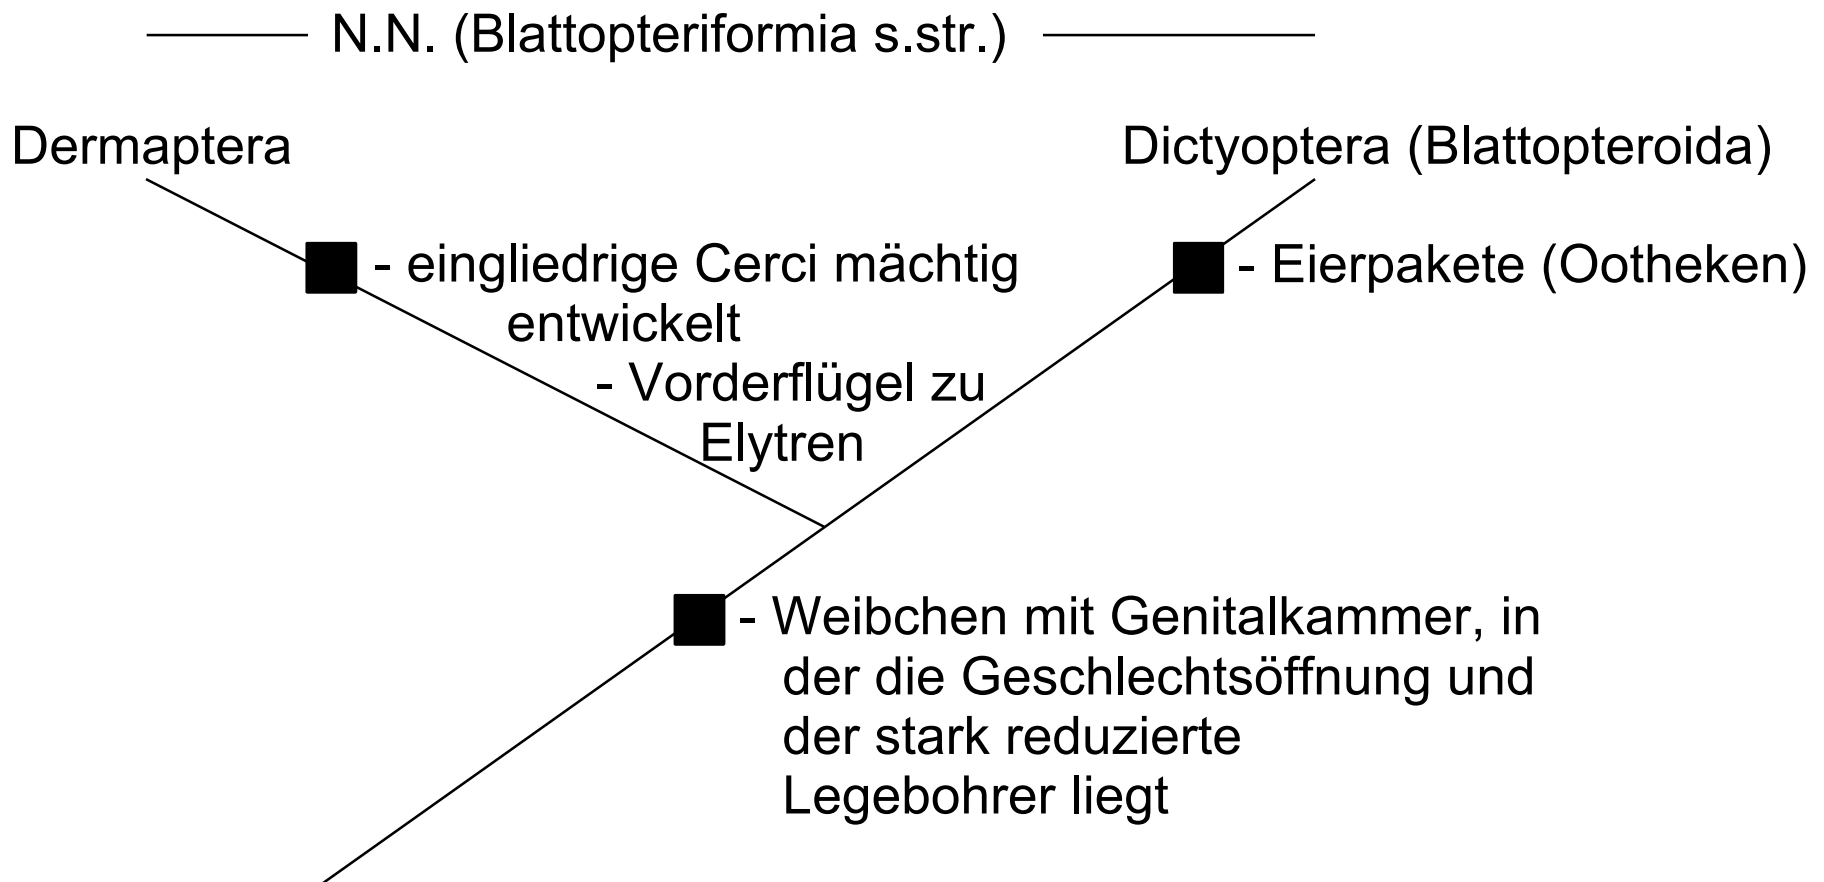 N.N. (Blattopteriformia s.str.)
Dermaptera
Dictyoptera (Blattopteroida)
- eingliedrige Cerci mächtig
entwickelt
- Vorderflügel zu
Elytren
- Eierpakete (Ootheken)
- Weibchen mit Genitalkammer, in
der die Geschlechtsöffnung und
der stark reduzierte
Legebohrer liegt